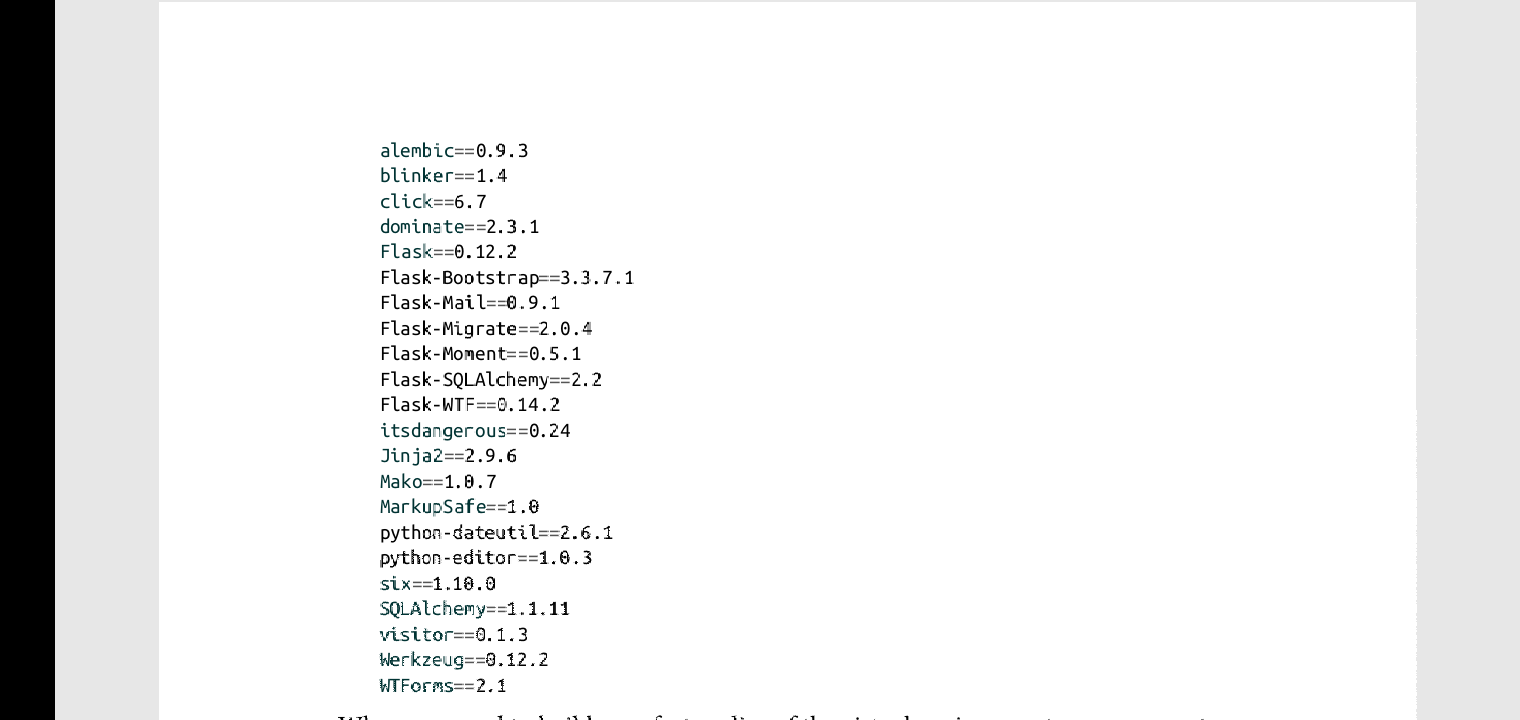 alembic==0.9.3
blinker==1.4
click==6.7
dominate==2.3.1
Flask==0.12.2
Flask-Bootstrap==3.3.7.1
Flask-Mail==0.9.1
Flask-Migrate==2.0.4
Flask-Moment==0.5.1
Flask-SQLAlchemy==2.2
Flask-WTF==0.14.2
itsdangerous==0.24
Jinja2==2.9.6
Mako==1.0.7
MarkupSafe==1.0
python-dateutil==2.6.1
python-editor==1.0.3
six==1.10.0
SQLAlchemy==1.1.11
visitor==0.1.3
Werkzeug==0.12.2
WTForms==2.1